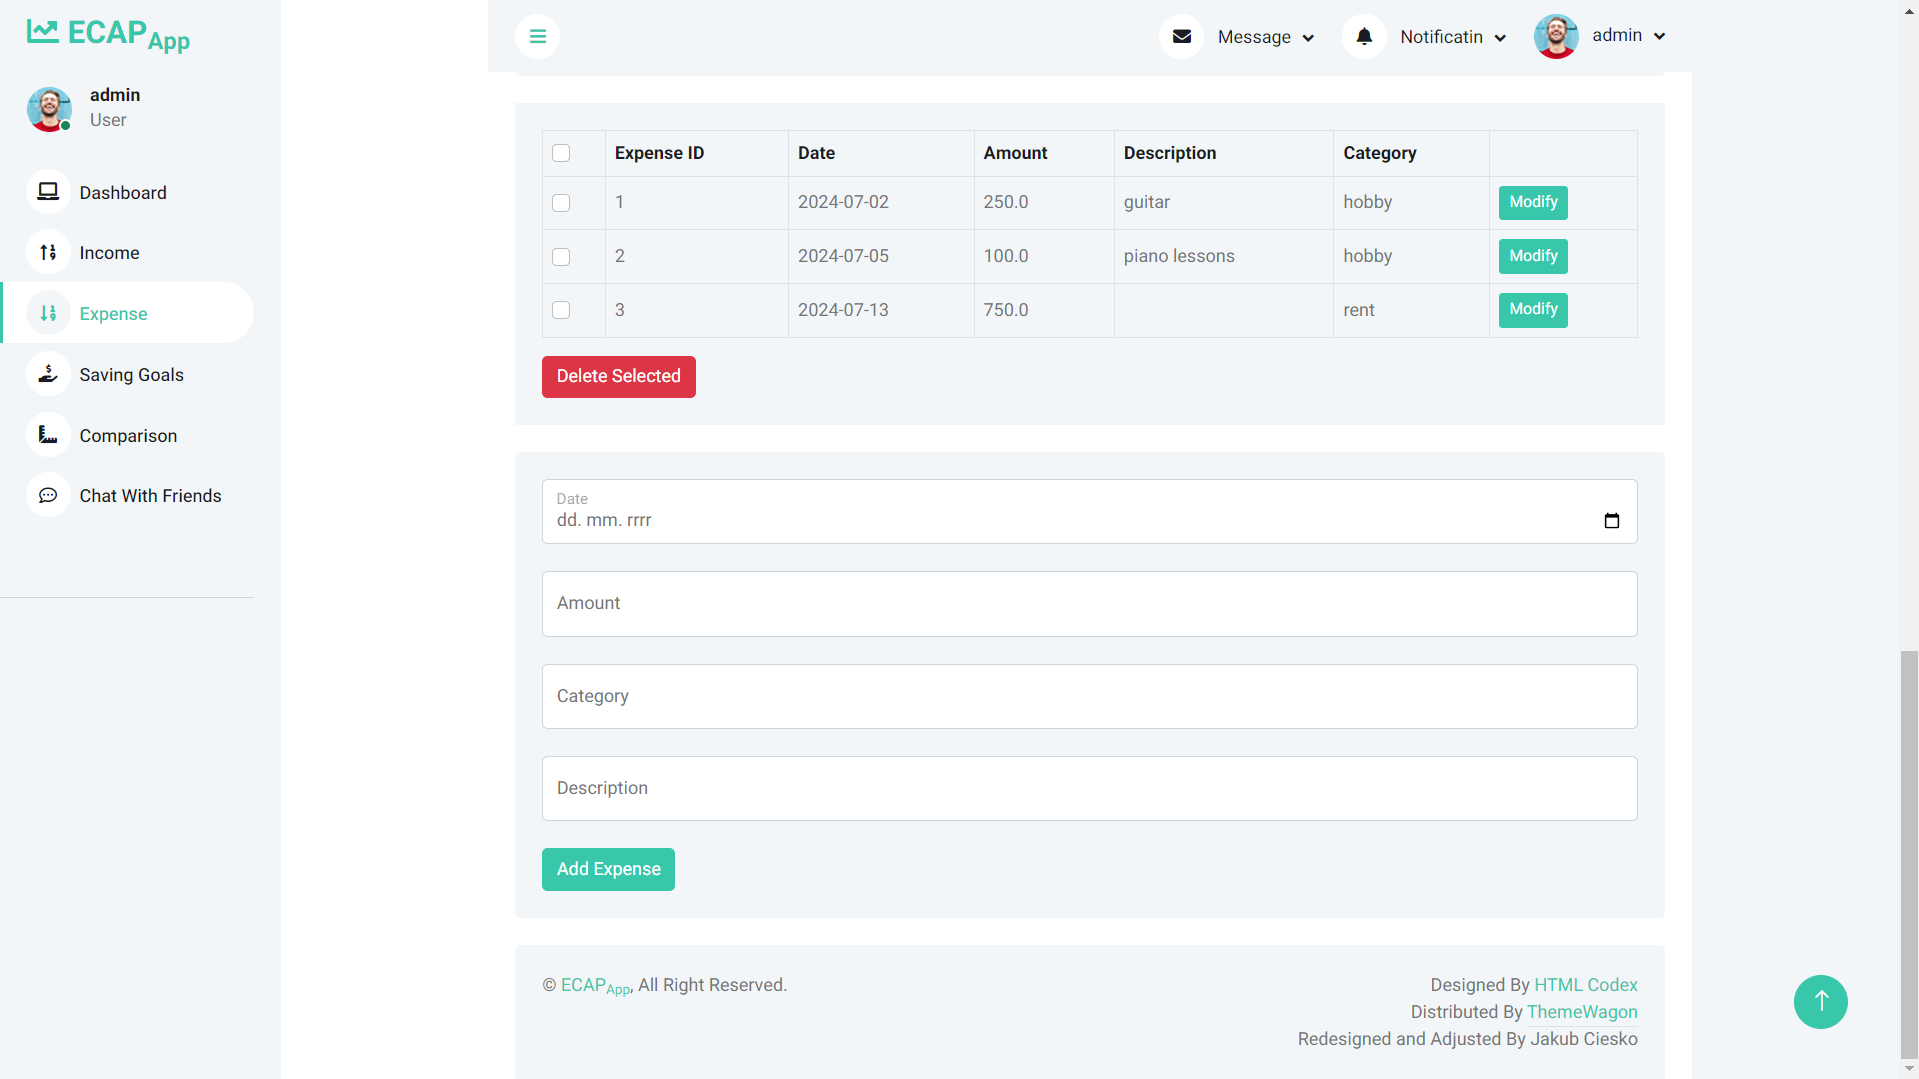 ECAPApp
admin
User
Dashboard
Income
Expense
Saving Goals
Comparison
Chat With Friends
Message
Notificatin
admin
Expense ID Date Amount Description Category
1 2024-07-02 250.0 guitar hobby Modify
2 2024-07-05 100.0 piano lessons hobby Modify
3 2024-07-13 750.0 rent Modify
Delete Selected
Date
dd. mm. rrrr
Amount
Category
Description
Add Expense
© ECAPApp, All Right Reserved.
Designed By HTML Codex
Distributed By ThemeWagon
Redesigned and Adjusted By Jakub Ciesko